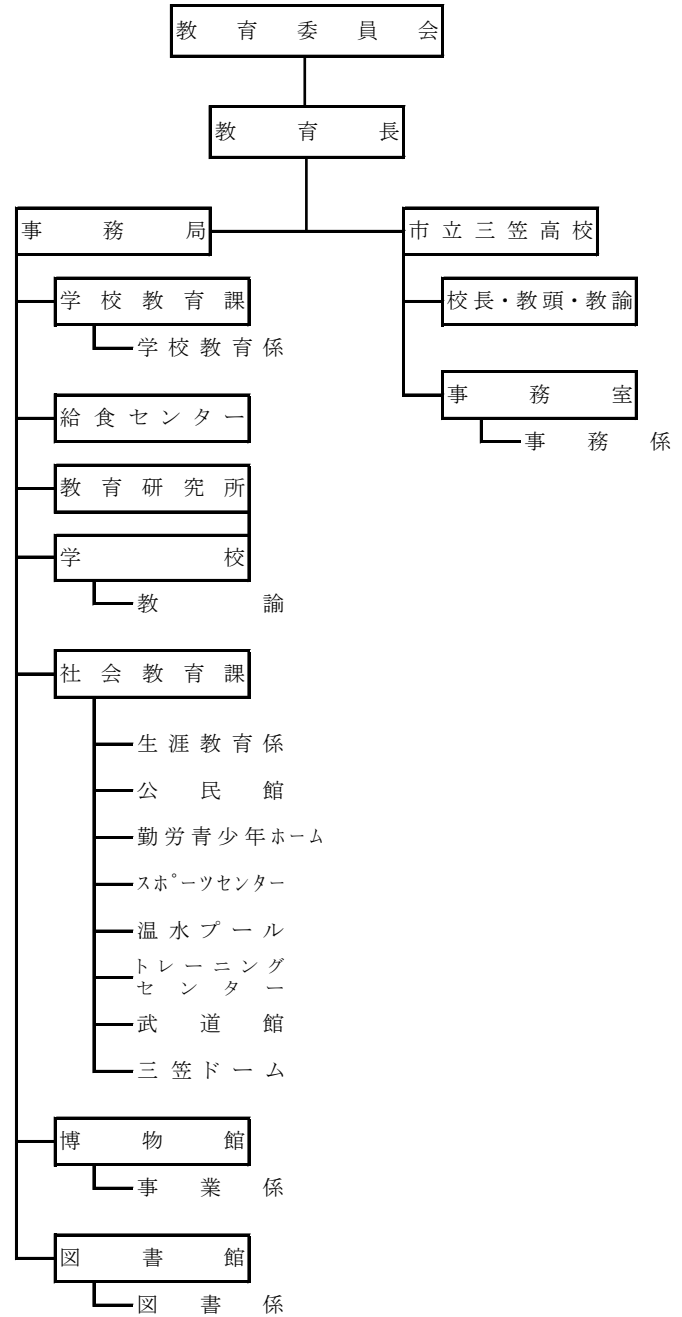 教育委員会
教育長
事務局
市立三笠高校
学校教育課
校長・教頭・教諭
学校教育係
事務室
給食センター
事務係
教育研究所
学校
教諭
社会教育課
生涯教育係
公民館
勤労青少年ホーム
スポーツセンター
温水プール
トレーニング
センター
武道館
三笠ドーム
博物館
事業係
図書館
図書係